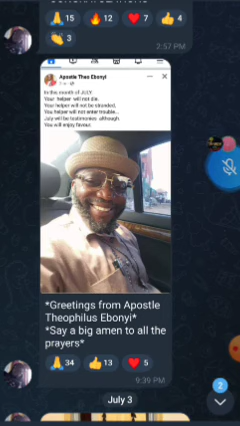 15 12 7 4
3
2:57 PM
Apostle Theo Ebonyi
In this month of JULY.
Your helper will not die.
Your helper will not be stranded,
You helper will not enter trouble...
July will be testimonies although.
You will enjoy favour.
*Greetings from Apostle
Theophilus Ebonyi*
*Say a big amen to all the
prayers*
34 13 5
9:39 PM
2
July 3